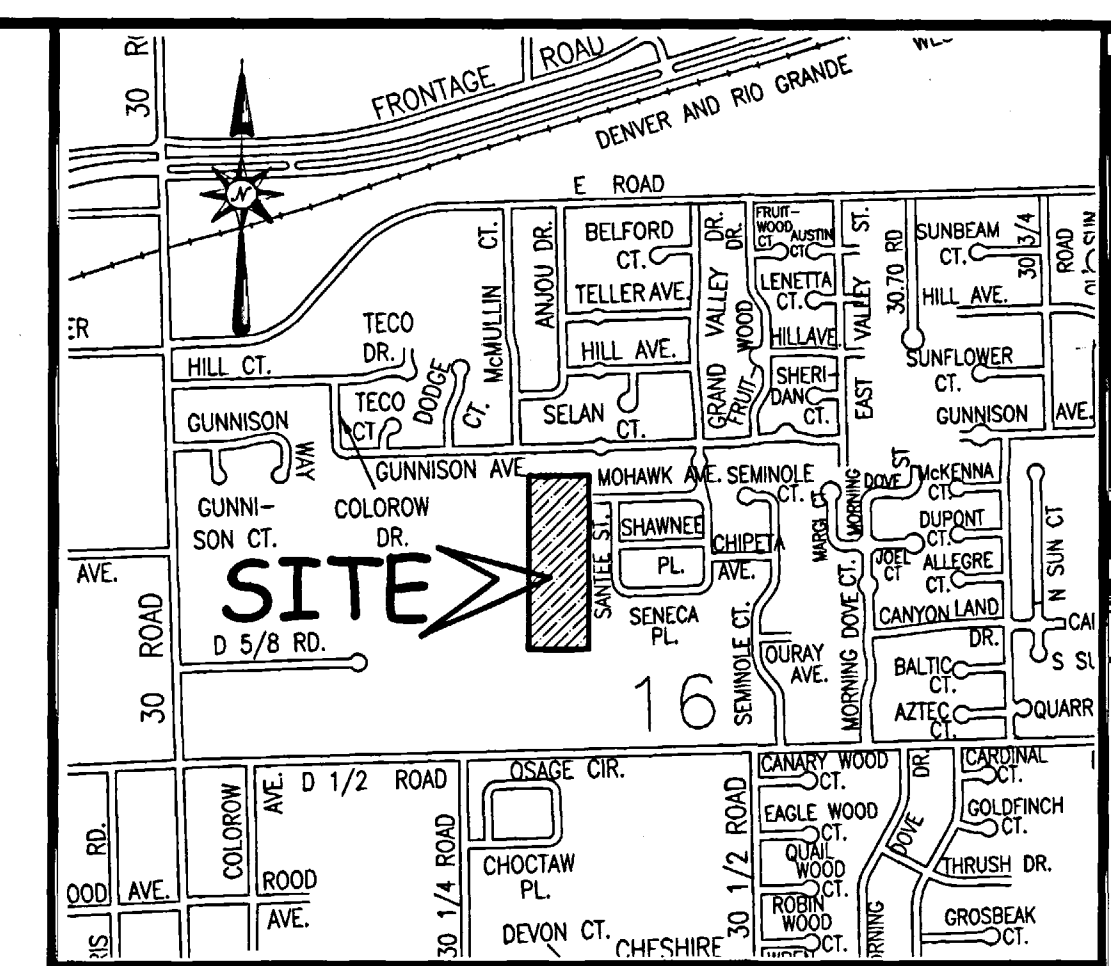 30
FRONTAGE ROAD
DENVER AND RIO GRANDE
N
E ROAD
BELFORD
CT.
TELLER AVE.
HILL AVE.
SELAN
CT.
ANJOU DR.
McMULLIN CT.
GRAND VALLEY DR.
FRUIT-
WOOD
CT
AUSTIN
CT
LENETTA
CT.
FRUIT-
WOOD
DR.
HILL AVE.
SHERI-
DAN
CT.
EAST VALLEY ST.
30.70 RD
SUNBEAM
CT.
30 3/4
ROAD
HILL AVE.
SUNFLOWER
CT.
GUNNISON AVE.
TECO
DR.
HILL CT.
TECO
CT
DODGE
CT.
GUNNISON
WAY
GUNNISON AVE.
GUNNI-
SON CT.
COLOROW
DR.
MOHAWK AVE.
SEMINOLE
CT.
SHAWNEE
PL.
SANTEE ST.
SENECA
PL.
CHIPETA
AVE.
MARGI CT
MORNING
DOVE ST
McKENNA
CT.
DUPONT
CT.
JOEL
CT
ALLEGRE
CT.
N SUN CT
CANYON LAND
DR.
SITE
AVE.
30 ROAD
D 5/8 RD.
16
SEMINOLE CT.
OURAY
AVE.
MORNING DOVE CT.
BALTIC
CT.
AZTEC
CT.
D 1/2 ROAD
OSAGE CIR.
COLOROW
AVE.
RD.
AVE.
ROOD
AVE.
30 1/4 ROAD
CHOCTAW
PL.
DEVON CT.
CHESHIRE
30 1/2 ROAD
CANARY WOOD
CT.
EAGLE WOOD
CT.
QUAIL
WOOD
CT.
ROBIN
WOOD
CT.
DOVE
DR.
CARDINAL
CT.
GOLDFINCH
CT.
THRUSH DR.
GROSBEAK
CT.